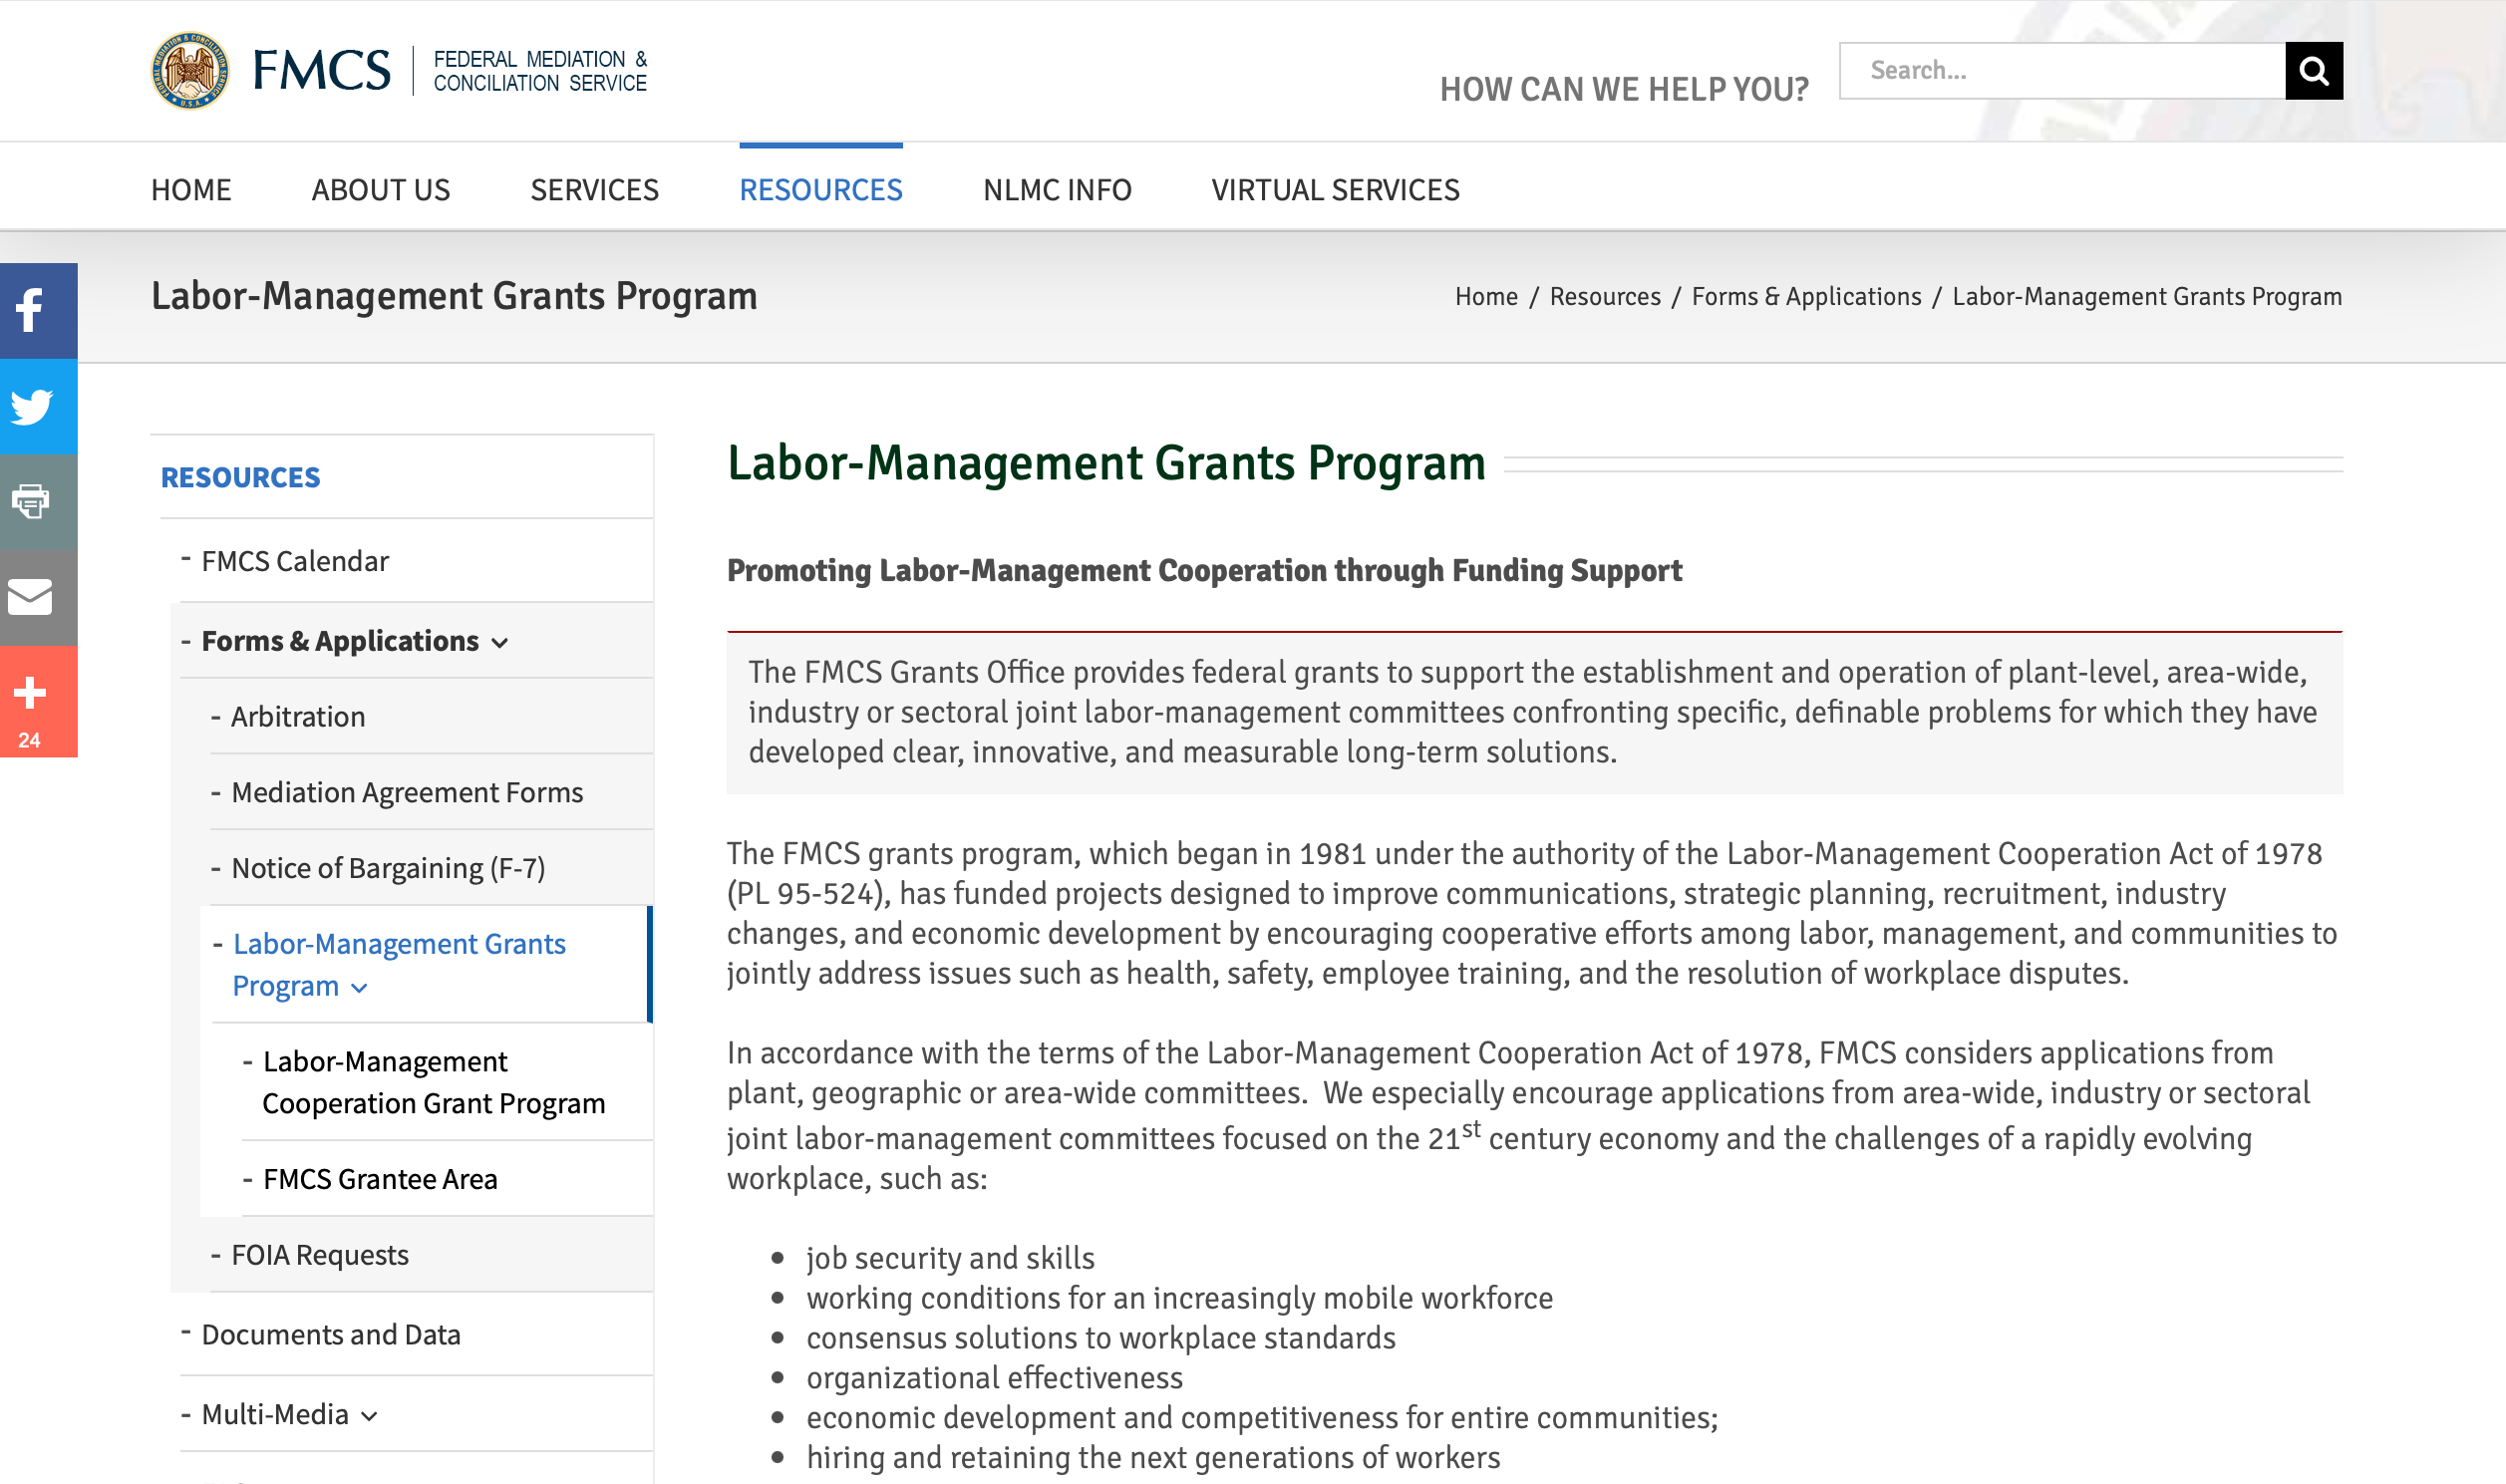 FMCS
FEDERAL MEDIATION &
CONCILIATION SERVICE
HOW CAN WE HELP YOU?
Search...
HOME ABOUT US SERVICES RESOURCES NLMC INFO VIRTUAL SERVICES
Labor-Management Grants Program
Home / Resources / Forms & Applications / Labor-Management Grants Program
24
RESOURCES
- FMCS Calendar
- Forms & Applications
- Arbitration
- Mediation Agreement Forms
- Notice of Bargaining (F-7)
- Labor-Management Grants
Program
- Labor-Management
Cooperation Grant Program
- FMCS Grantee Area
- FOIA Requests
- Documents and Data
- Multi-Media
Labor-Management Grants Program
Promoting Labor-Management Cooperation through Funding Support
The FMCS Grants Office provides federal grants to support the establishment and operation of plant-level, area-wide,
industry or sectoral joint labor-management committees confronting specific, definable problems for which they have
developed clear, innovative, and measurable long-term solutions.
The FMCS grants program, which began in 1981 under the authority of the Labor-Management Cooperation Act of 1978
(PL 95-524), has funded projects designed to improve communications, strategic planning, recruitment, industry
changes, and economic development by encouraging cooperative efforts among labor, management, and communities to
jointly address issues such as health, safety, employee training, and the resolution of workplace disputes.
In accordance with the terms of the Labor-Management Cooperation Act of 1978, FMCS considers applications from
plant, geographic or area-wide committees.  We especially encourage applications from area-wide, industry or sectoral
joint labor-management committees focused on the 21st century economy and the challenges of a rapidly evolving
workplace, such as:
• job security and skills
• working conditions for an increasingly mobile workforce
• consensus solutions to workplace standards
• organizational effectiveness
• economic development and competitiveness for entire communities;
• hiring and retaining the next generations of workers